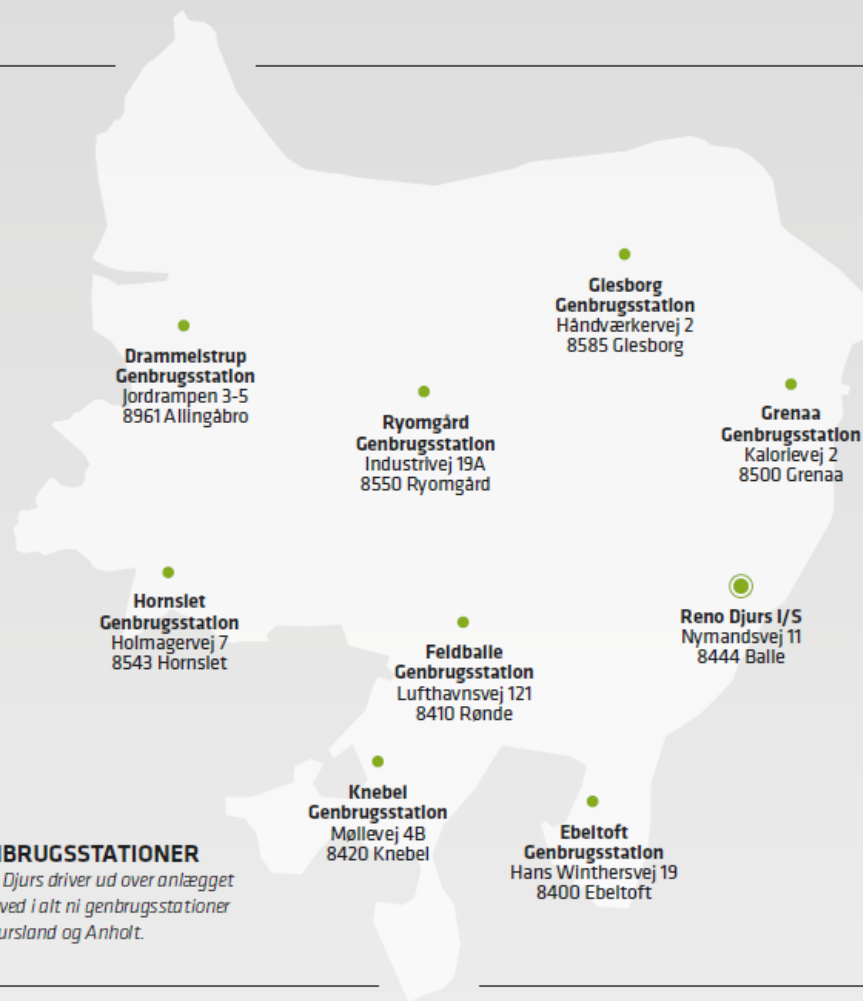 Glesborg
Genbrugsstation
Håndværkervej 2
8585 Glesborg
Drammelstrup
Genbrugsstation
Jordrampen 3-5
8961 Allingåbro
Ryomgård
Genbrugsstation
Industrivej 19A
8550 Ryomgård
Grenaa
Genbrugsstation
Kalorievej 2
8500 Grenaa
Hornslet
Genbrugsstation
Holmagervej 7
8543 Hornslet
Reno Djurs I/S
Nymandsvej 11
8444 Balle
Feldballe
Genbrugsstation
Lufthavnsvej 121
8410 Rønde
Knebel
Genbrugsstation
Møllevej 4B
8420 Knebel
Ebeltoft
Genbrugsstation
Hans Winthersvej 19
8400 Ebeltoft
NBRUGSSTATIONER
Djurs driver ud over anlægget
ved i alt ni genbrugsstationer
ursland og Anholt.